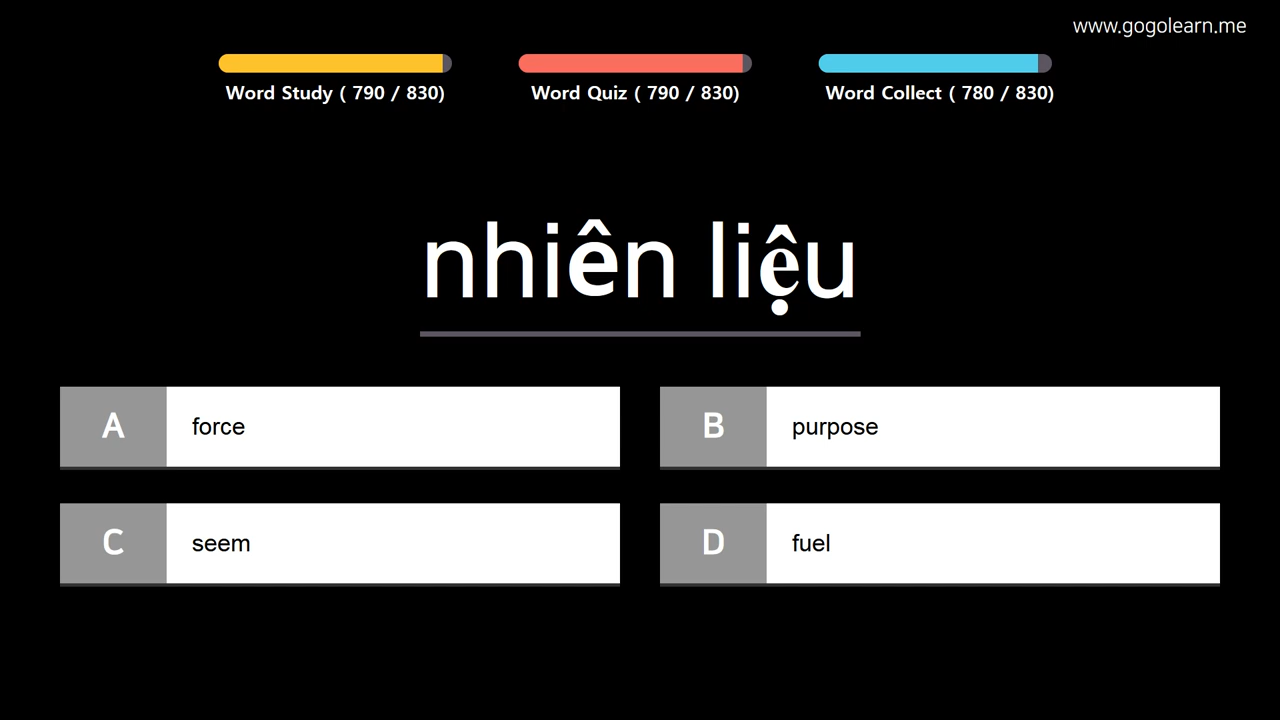 www.gogolearn.me
Word Study ( 790 / 830)
Word Quiz ( 790 / 830)
Word Collect ( 780 / 830)
nhiên liệu
A force
B purpose
C seem
D fuel